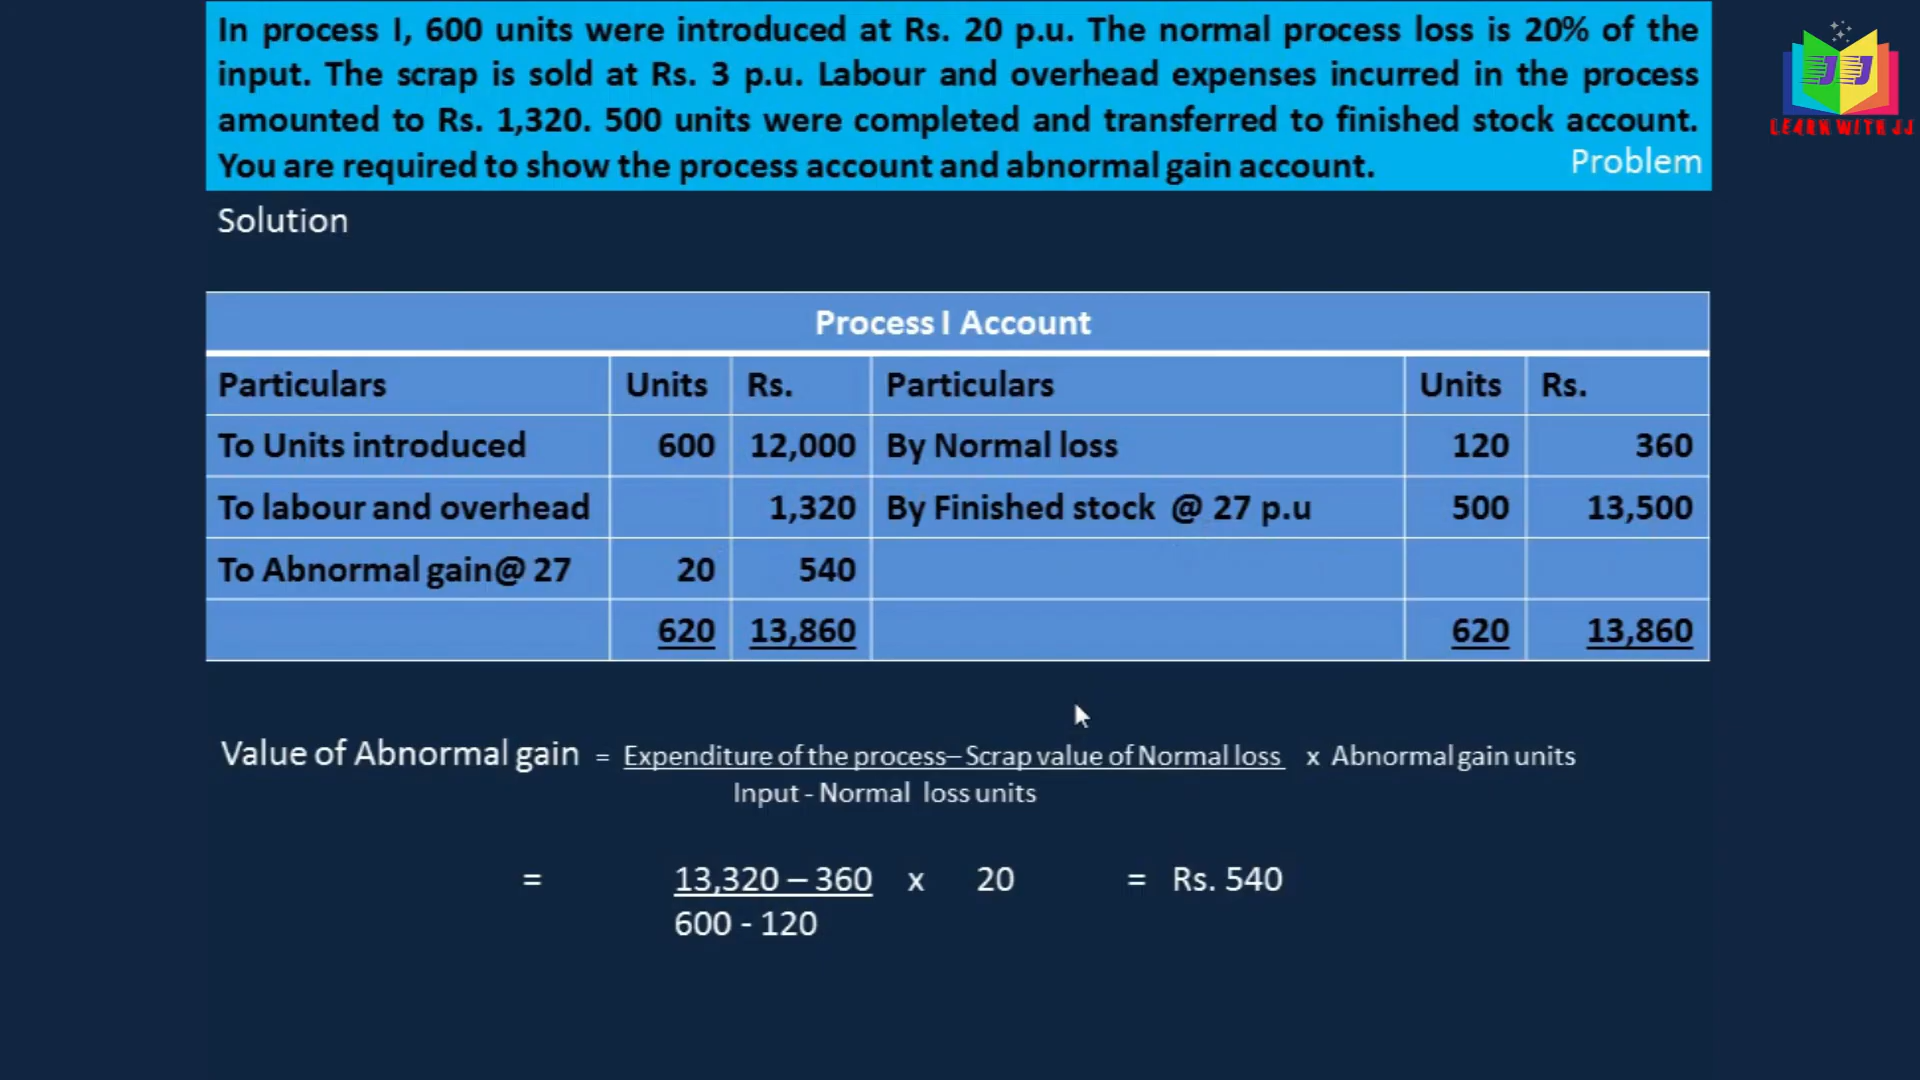 In process I, 600 units were introduced at Rs. 20 p.u. The normal process loss is 20% of the
input. The scrap is sold at Rs. 3 p.u. Labour and overhead expenses incurred in the process
amounted to Rs. 1,320. 500 units were completed and transferred to finished stock account.
You are required to show the process account and abnormal gain account.
Problem
JJ
LEARN WITH JJ
Solution
Process I Account
Particulars Units Rs. Particulars Units Rs.
To Units introduced 600 12,000 By Normal loss 120 360
To labour and overhead 1,320 By Finished stock @ 27 p.u 500 13,500
To Abnormal gain@ 27 20 540
620 13,860 620 13,860
Value of Abnormal gain = Expenditure of the process– Scrap value of Normal loss x Abnormal gain units
Input - Normal loss units
= 13,320 – 360 x 20 = Rs. 540
600 - 120